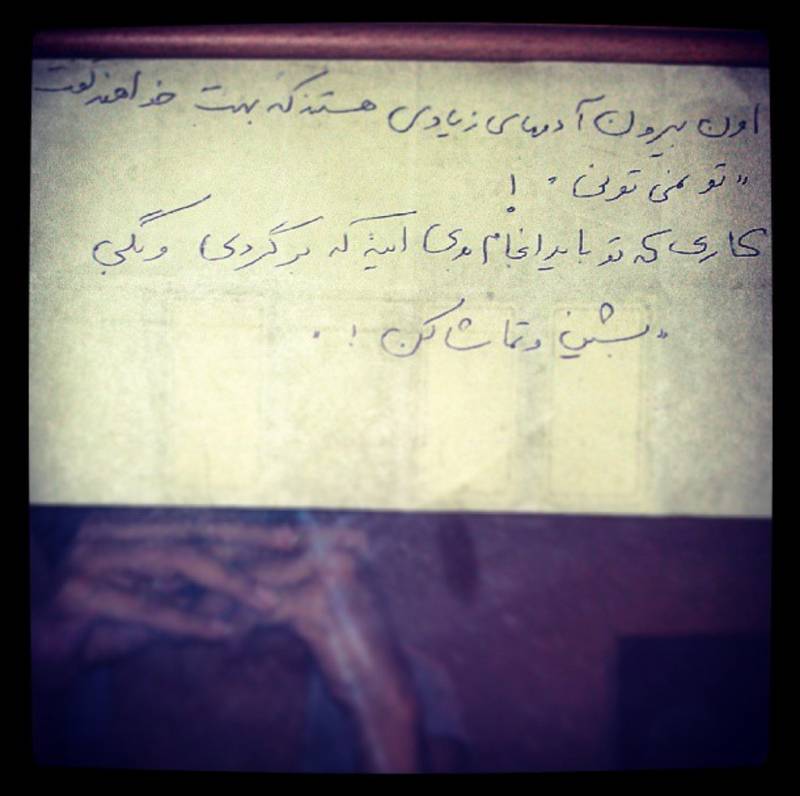 اون بیرون آدمهای زیادی هستند که بهت خواهند گفت
"تو نمی تونی" !
کاری که تو باید انجام بدی اینه که برگردی و بگی
"بشین و تماشا کن ! "